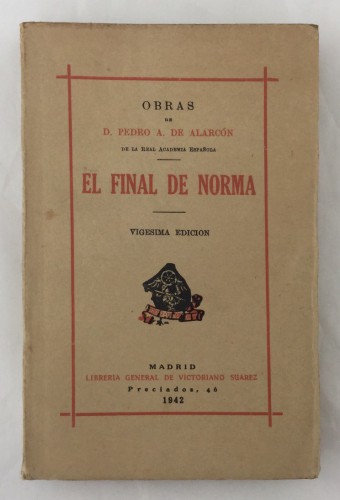 OBRAS
DE
D. PEDRO A. DE ALARCÓN
DE LA REAL ACADEMIA ESPAÑOLA
EL FINAL DE NORMA
VIGESIMA EDICION
MADRID
LIBRERIA GENERAL DE VICTORIANO SUAREZ
Preciados, 46
1942